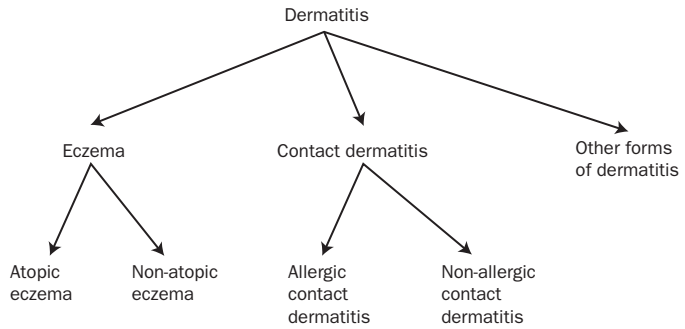 Dermatitis
Eczema
Contact dermatitis
Other forms
of dermatitis
Atopic
eczema
Non-atopic
eczema
Allergic
contact
dermatitis
Non-allergic
contact
dermatitis